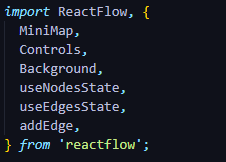 import ReactFlow, {
  MiniMap,
  Controls,
  Background,
  useNodesState,
  useEdgesState,
  addEdge,
} from 'reactflow';